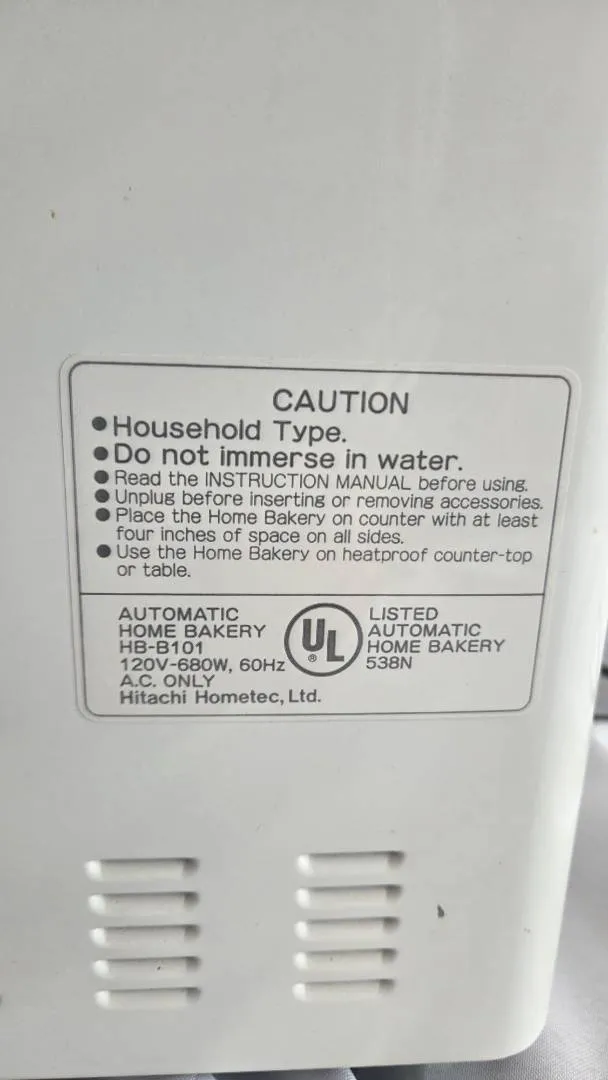 CAUTION
●Household Type.
●Do not immerse in water.
●Read the INSTRUCTION MANUAL before using.
●Unplug before inserting or removing accessories.
●Place the Home Bakery on counter with at least
four inches of space on all sides.
●Use the Home Bakery on heatproof counter-top
or table.
AUTOMATIC
HOME BAKERY
HB-B101
120V-680W, 60Hz
A.C. ONLY
Hitachi Hometec, Ltd.
UL
®
LISTED
AUTOMATIC
HOME BAKERY
538N